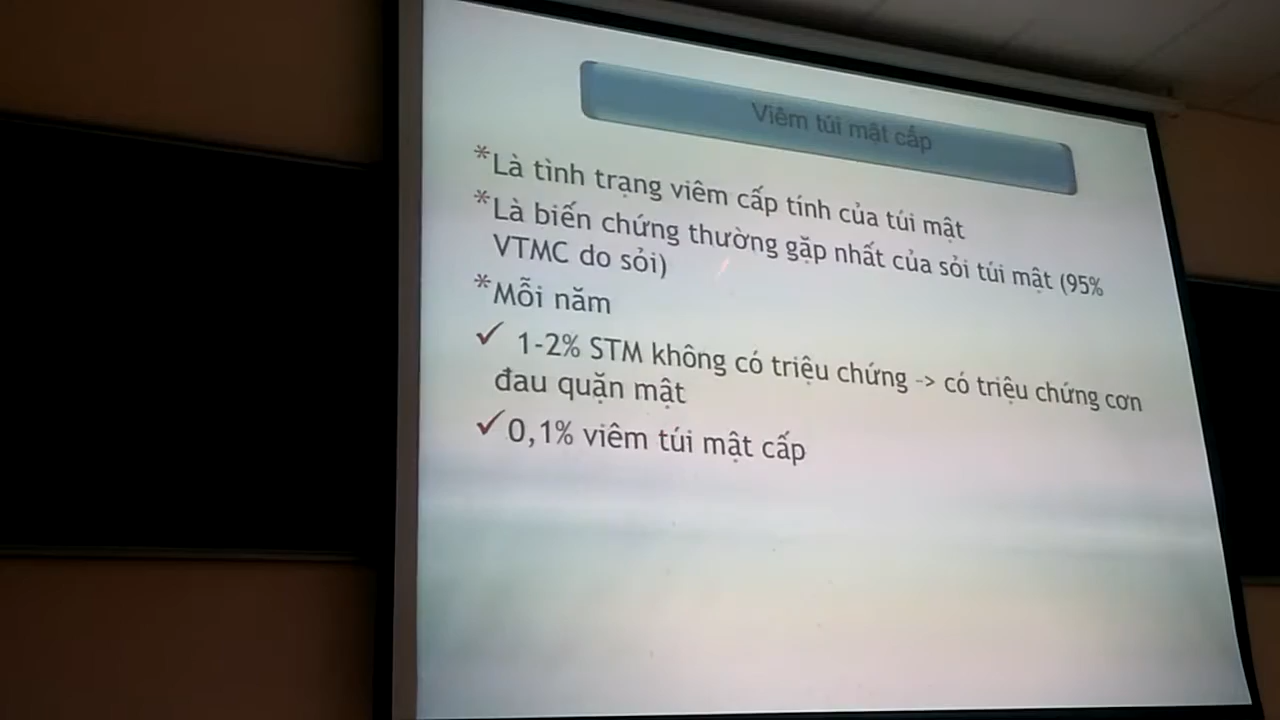 Viêm túi mật cấp
*Là tình trạng viêm cấp tính của túi mật
*Là biến chứng thường gặp nhất của sỏi túi mật (95%
VTMC do sỏi)
*Mỗi năm
✓ 1-2% STM không có triệu chứng -> có triệu chứng cơn
đau quặn mật
✓0,1% viêm túi mật cấp